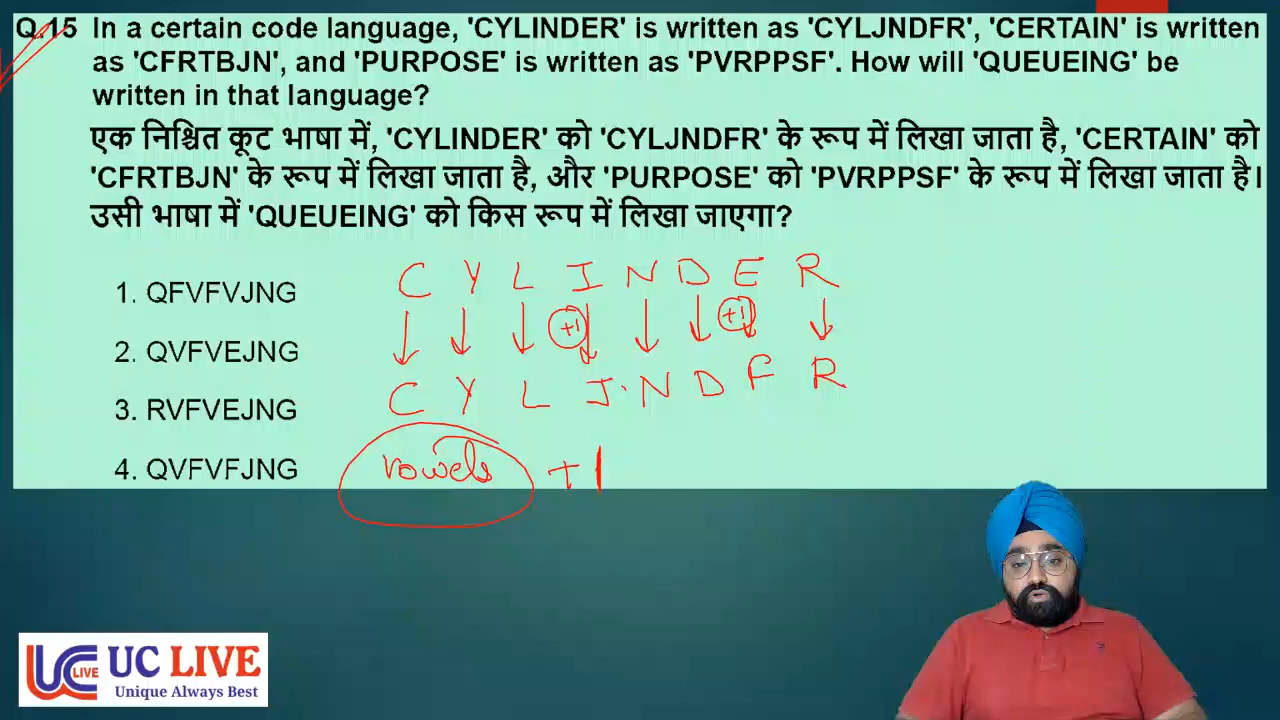 Q.15 In a certain code language, 'CYLINDER' is written as 'CYLJNDFR', 'CERTAIN' is written
as 'CFRTBJN', and 'PURPOSE' is written as 'PVRPPSF'. How will 'QUEUEING' be
written in that language?
एक निश्चित कूट भाषा में, 'CYLINDER' को 'CYLJNDFR' के रूप में लिखा जाता है, 'CERTAIN' को
'CFRTBJN' के रूप में लिखा जाता है, और 'PURPOSE' को 'PVRPPSF' के रूप में लिखा जाता है।
उसी भाषा में 'QUEUEING' को किस रूप में लिखा जाएगा?
C Y L I N D E R
1. QFVFVJNG
+1 +1
2. QVFVEJNG
C Y L J N D F R
3. RVFVEJNG
4. QVFVFJNG
vowels +1
UC LIVE
LIVE
Unique Always Best